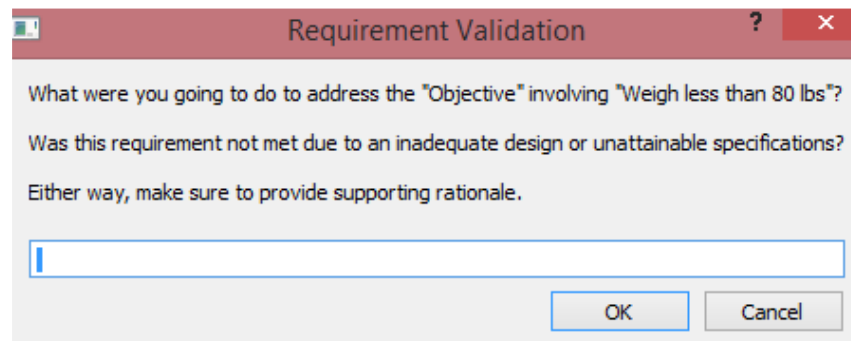 Requirement Validation
?
×
What were you going to do to address the "Objective" involving "Weigh less than 80 lbs"?
Was this requirement not met due to an inadequate design or unattainable specifications?
Either way, make sure to provide supporting rationale.
OK
Cancel